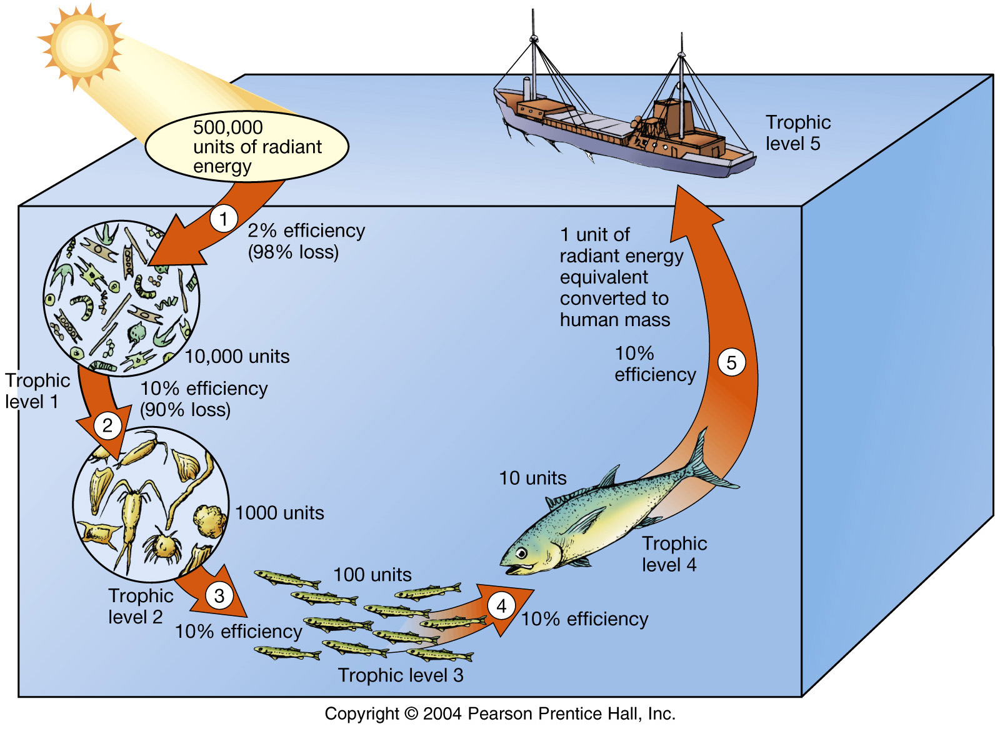 500,000
units of radiant
energy
1
2% efficiency
(98% loss)
10,000 units
Trophic
level 1
10% efficiency
(90% loss)
2
1000 units
Trophic
level 2
3
10% efficiency
100 units
Trophic level 3
4
10% efficiency
10 units
Trophic
level 4
5
10%
efficiency
1 unit of
radiant energy
equivalent
converted to
human mass
Trophic
level 5
Copyright © 2004 Pearson Prentice Hall, Inc.